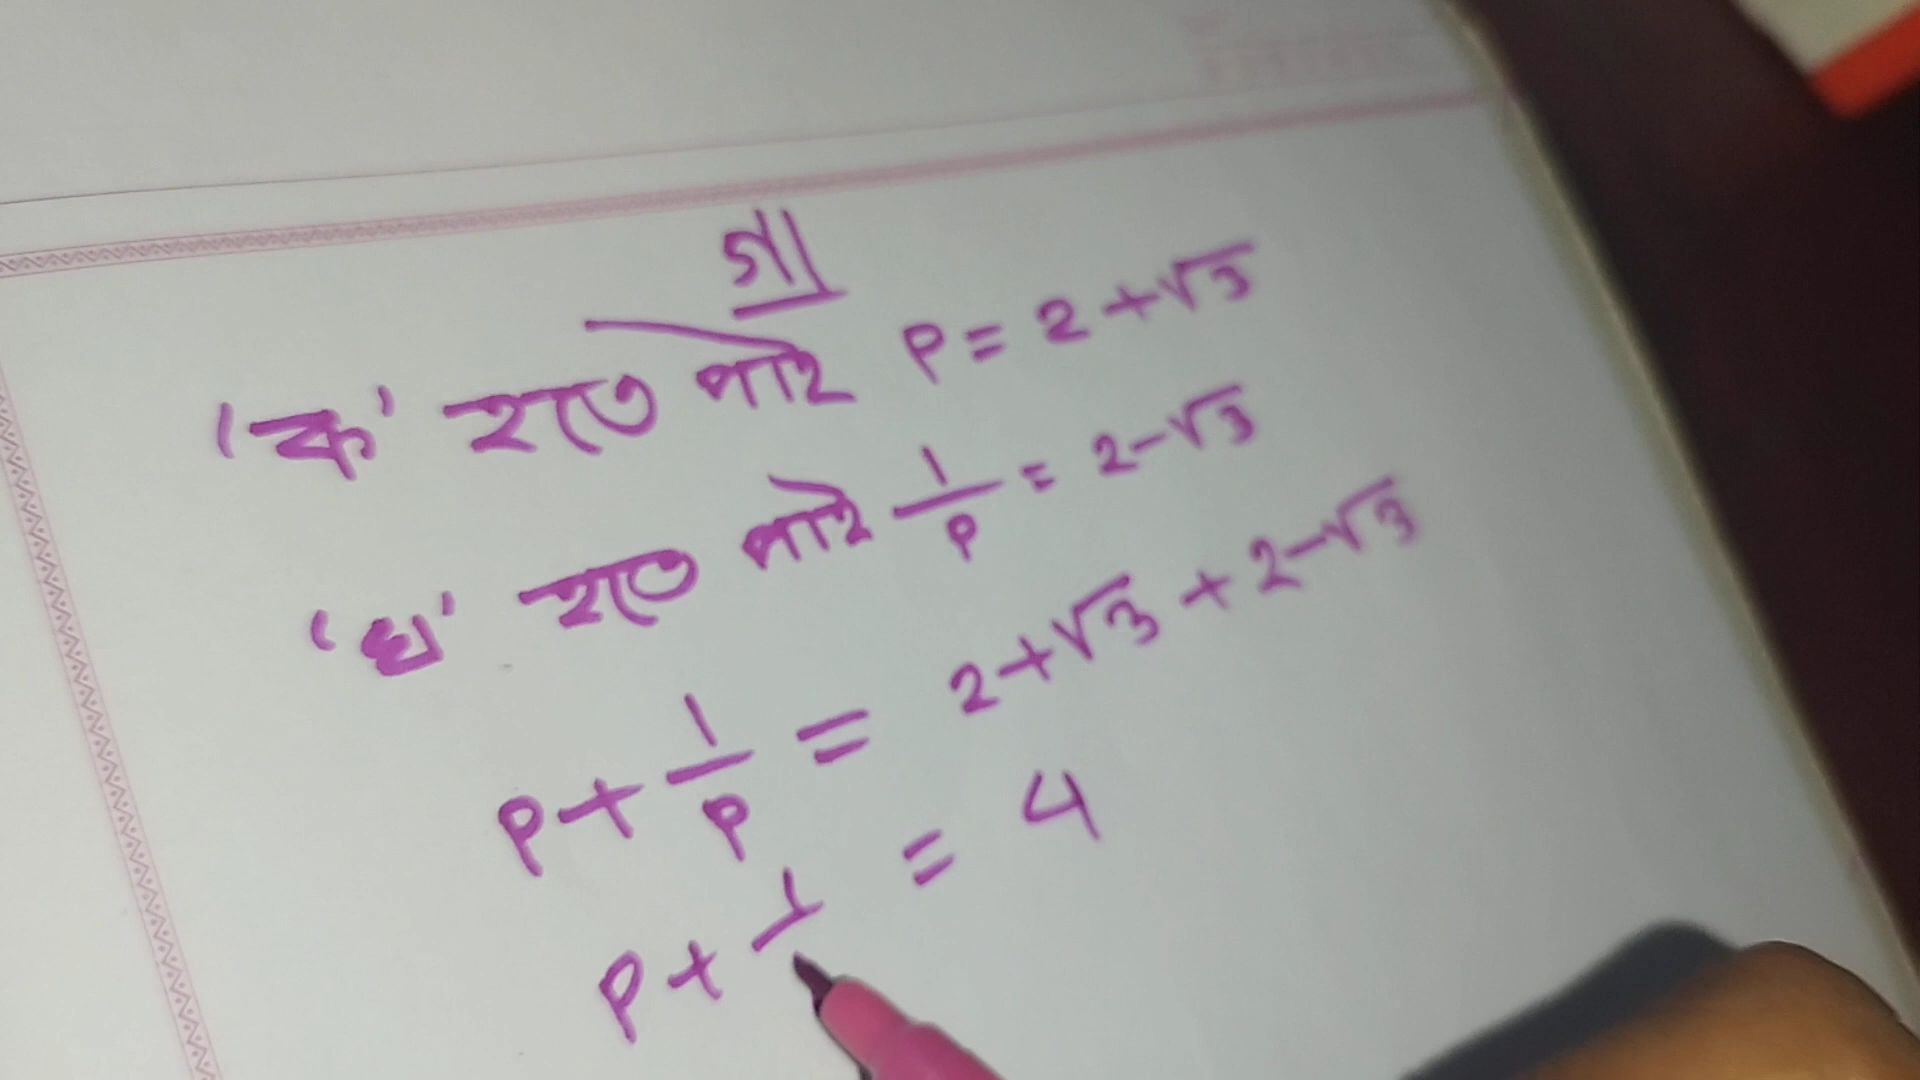 গ||
'ক' হতে পাই P = 2 + √3
'খ' হতে পাই 1/P = 2 - √3
P + 1/P = 2 + √3 + 2 - √3
= 4
P + 1/